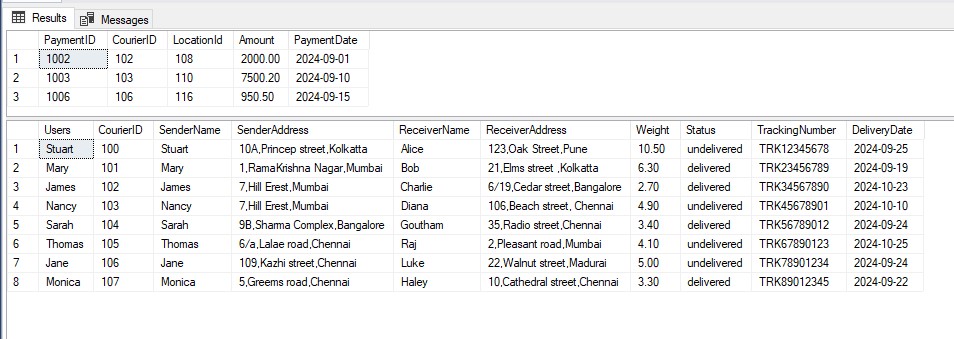 Results Messages
PaymentID CourierID LocationId Amount PaymentDate
1 1002 102 108 2000.00 2024-09-01
2 1003 103 110 7500.20 2024-09-10
3 1006 106 116 950.50 2024-09-15
Users CourierID SenderName SenderAddress ReceiverName ReceiverAddress Weight Status TrackingNumber DeliveryDate
1 Stuart 100 Stuart 10A,Princep street,Kolkatta Alice 123,Oak Street,Pune 10.50 undelivered TRK12345678 2024-09-25
2 Mary 101 Mary 1,RamaKrishna Nagar,Mumbai Bob 21,Elms street ,Kolkatta 6.30 delivered TRK23456789 2024-09-19
3 James 102 James 7,Hill Erest,Mumbai Charlie 6/19,Cedar street,Bangalore 2.70 delivered TRK34567890 2024-10-23
4 Nancy 103 Nancy 7,Hill Erest,Mumbai Diana 106,Beach street, Chennai 4.90 undelivered TRK45678901 2024-10-10
5 Sarah 104 Sarah 9B,Sharma Complex,Bangalore Goutham 35,Radio street,Chennai 3.40 delivered TRK56789012 2024-09-24
6 Thomas 105 Thomas 6/a,Lalae road,Chennai Raj 2,Pleasant road,Mumbai 4.10 undelivered TRK67890123 2024-10-25
7 Jane 106 Jane 109,Kazhi street,Chennai Luke 22,Walnut street,Madurai 5.00 undelivered TRK78901234 2024-09-24
8 Monica 107 Monica 5,Greems road,Chennai Haley 10,Cathedral street,Chennai 3.30 delivered TRK89012345 2024-09-22